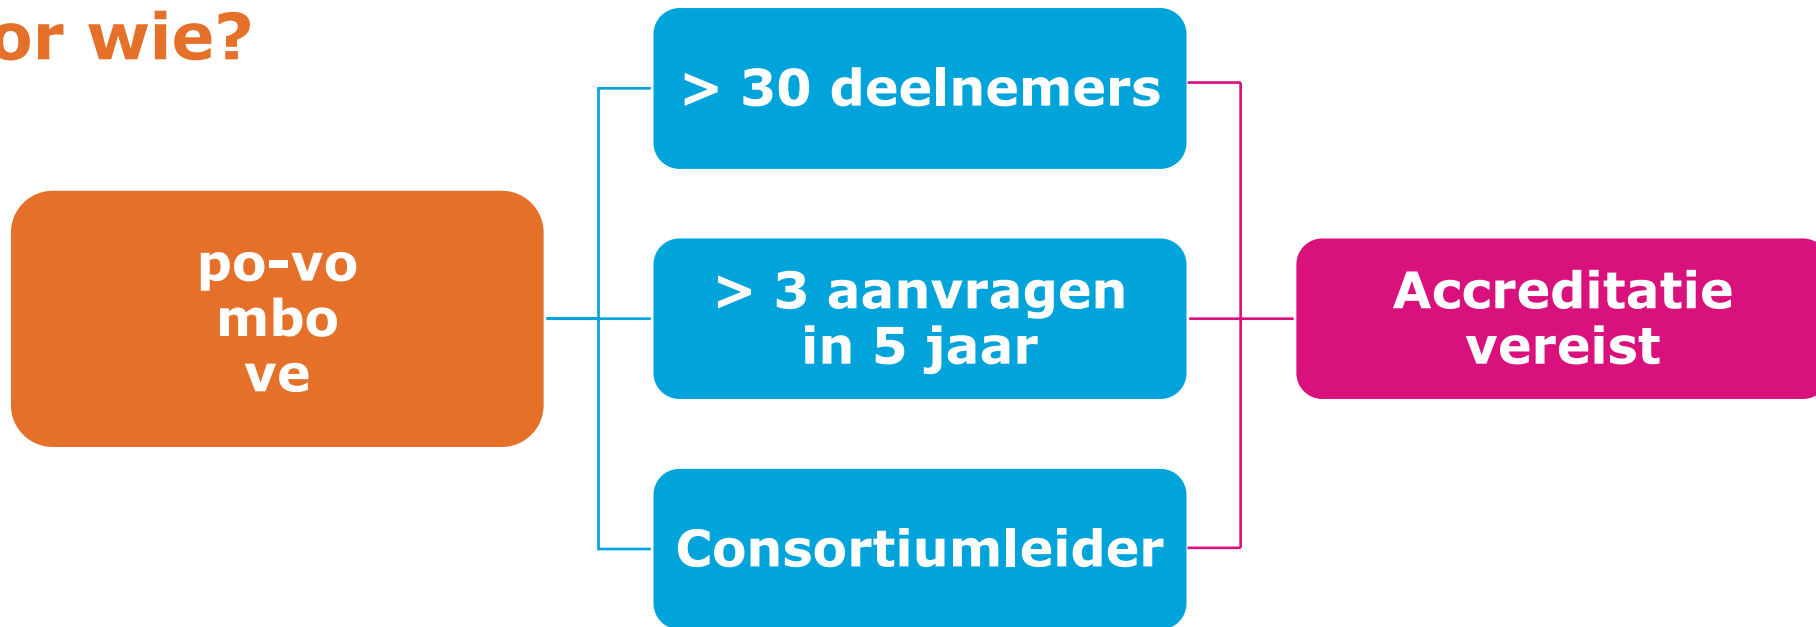 or wie?
> 30 deelnemers
po-vo
mbo
ve
> 3 aanvragen
in 5 jaar
Accreditatie
vereist
Consortiumleider